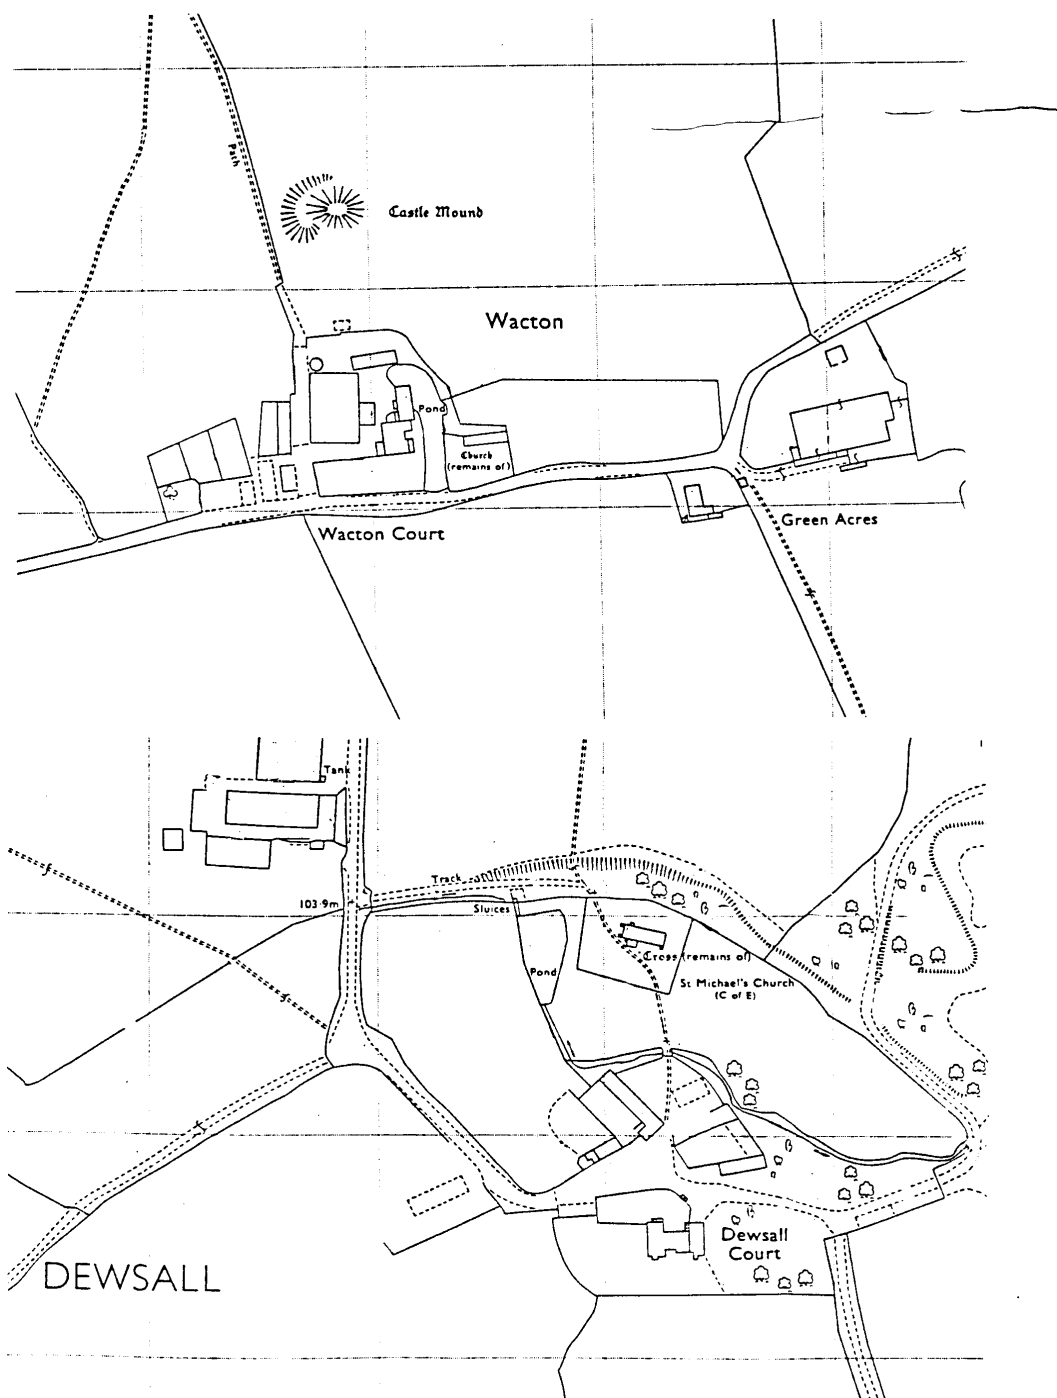 Path
Castle Mound
Wacton
Pond
Church
(remains of)
Wacton Court
Green Acres
Tank
Track
103·9m
Sluices
Pond
Cross (remains of)
St Michael's Church
(C of E)
Dewsall
Court
DEWSALL